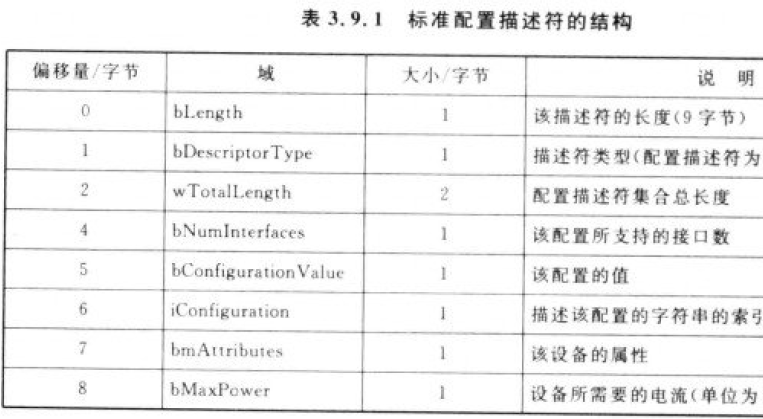 表 3.9.1 标准配置描述符的结构
偏移量/字节 域 大小/字节 说 明
0 bLength 1 该描述符的长度(9 字节)
1 bDescriptorType 1 描述符类型(配置描述符为
2 wTotalLength 2 配置描述符集合总长度
4 bNumInterfaces 1 该配置所支持的接口数
5 bConfigurationValue 1 该配置的值
6 iConfiguration 1 描述该配置的字符串的索引
7 bmAttributes 1 该设备的属性
8 bMaxPower 1 设备所需要的电流(单位为